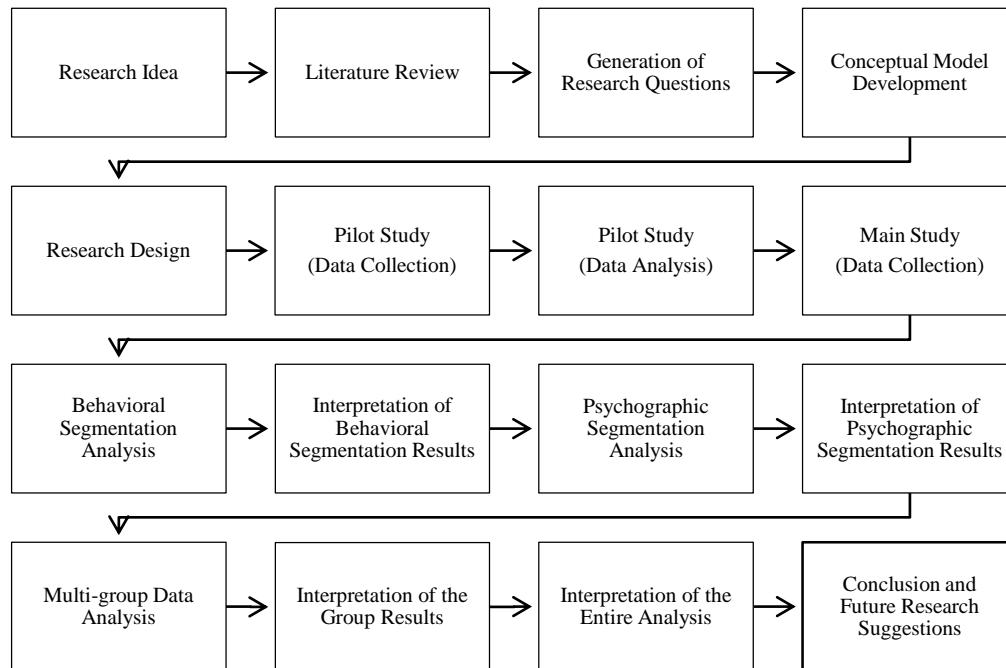 Research Idea
Literature Review
Generation of
Research Questions
Conceptual Model
Development
Research Design
Pilot Study
(Data Collection)
Pilot Study
(Data Analysis)
Main Study
(Data Collection)
Behavioral
Segmentation
Analysis
Interpretation of
Behavioral
Segmentation Results
Psychographic
Segmentation
Analysis
Interpretation of
Psychographic
Segmentation Results
Multi-group Data
Analysis
Interpretation of the
Group Results
Interpretation of the
Entire Analysis
Conclusion and
Future Research
Suggestions